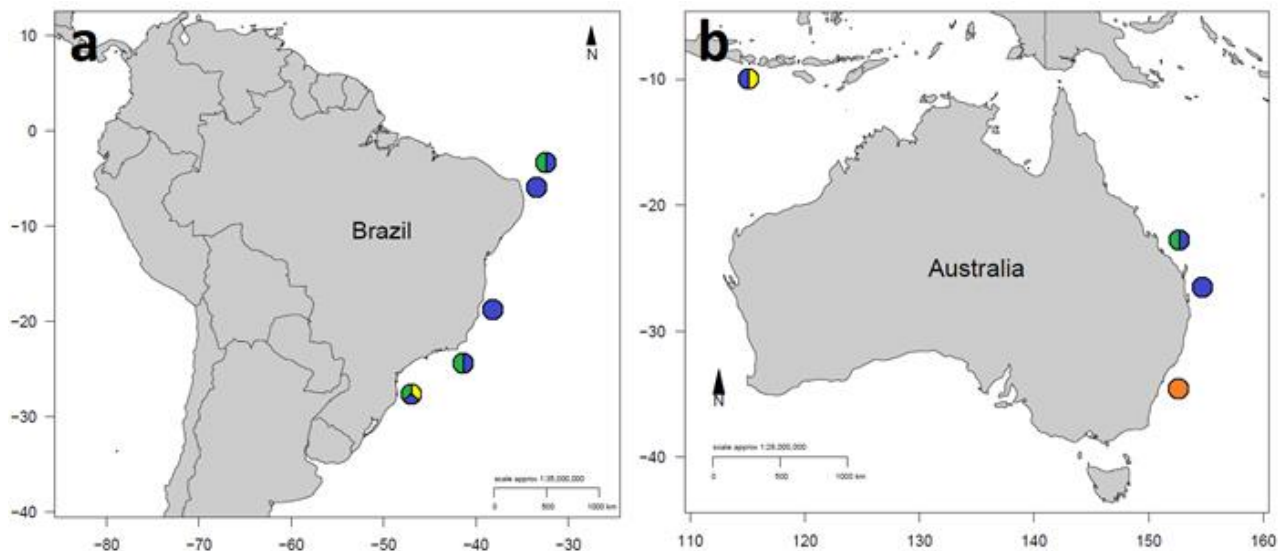 a
N
10
0
−10
−20
−30
−40
Brazil
scale approx 1:35,000,000
0 500 1000 km
−80 −70 −60 −50 −40 −30
b
−10
−20
−30
−40
Australia
N
scale approx 1:28,000,000
0 500 1000 km
110 120 130 140 150 160